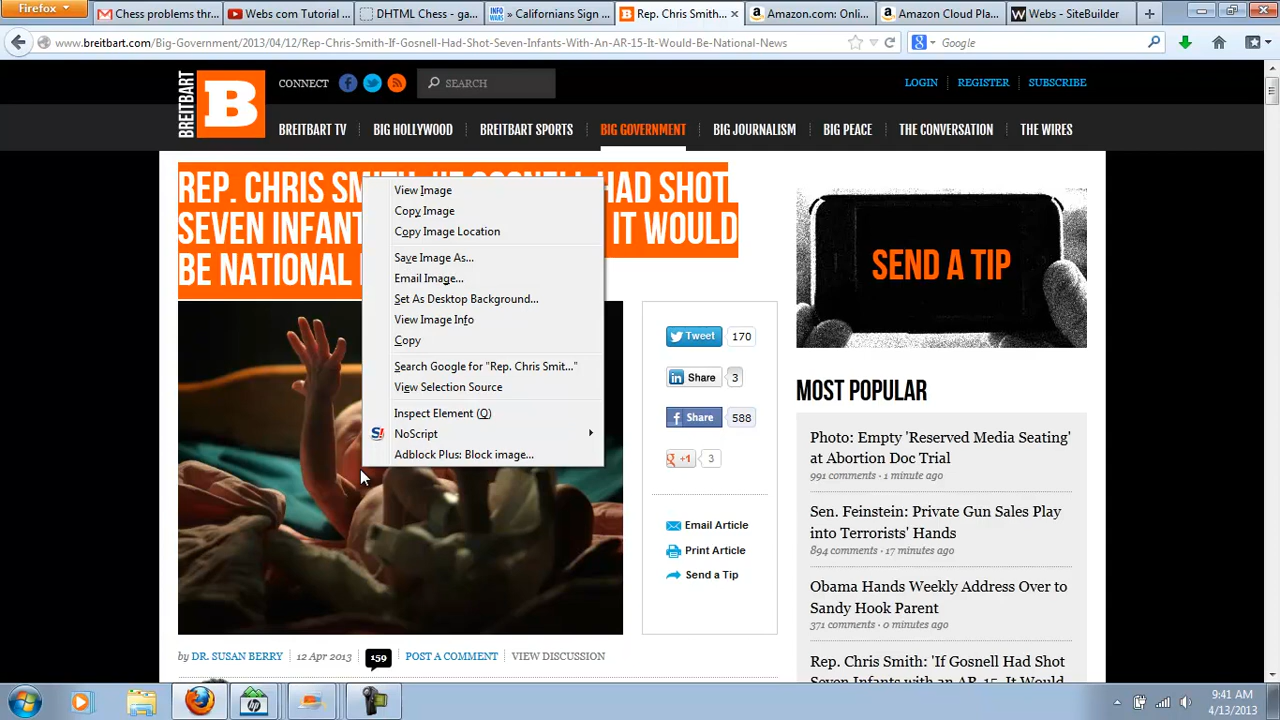 Firefox
Chess problems thr...
Webs com Tutorial ...
DHTML Chess - ga...
INFO WARS
» Californians Sign ...
Rep. Chris Smith...
Amazon.com: Onli...
Amazon Cloud Pla...
Webs - SiteBuilder
www.breitbart.com/Big-Government/2013/04/12/Rep-Chris-Smith-If-Gosnell-Had-Shot-Seven-Infants-With-An-AR-15-It-Would-Be-National-News
Google
BREITBART
B
CONNECT
SEARCH
LOGIN
REGISTER
SUBSCRIBE
BREITBART TV
BIG HOLLYWOOD
BREITBART SPORTS
BIG GOVERNMENT
BIG JOURNALISM
BIG PEACE
THE CONVERSATION
THE WIRES
REP. CHRIS HAD SHOT
SEVEN IT WOULD
BE NATIONAL
View Image
Copy Image
Copy Image Location
Save Image As...
Email Image...
Set As Desktop Background...
View Image Info
Copy
Search Google for "Rep. Chris Smit..."
View Selection Source
Inspect Element (Q)
NoScript
Adblock Plus: Block image...
Tweet 170
Share 3
Share 588
+1 3
Email Article
Print Article
Send a Tip
SEND A TIP
MOST POPULAR
Photo: Empty 'Reserved Media Seating'
at Abortion Doc Trial
991 comments · 1 minute ago
Sen. Feinstein: Private Gun Sales Play
into Terrorists' Hands
894 comments · 17 minutes ago
Obama Hands Weekly Address Over to
Sandy Hook Parent
371 comments · 0 minutes ago
Rep. Chris Smith: 'If Gosnell Had Shot
Seven Infants with an AR-15, It Would
by DR. SUSAN BERRY
12 Apr 2013
159
POST A COMMENT
VIEW DISCUSSION
9:41 AM
4/13/2013